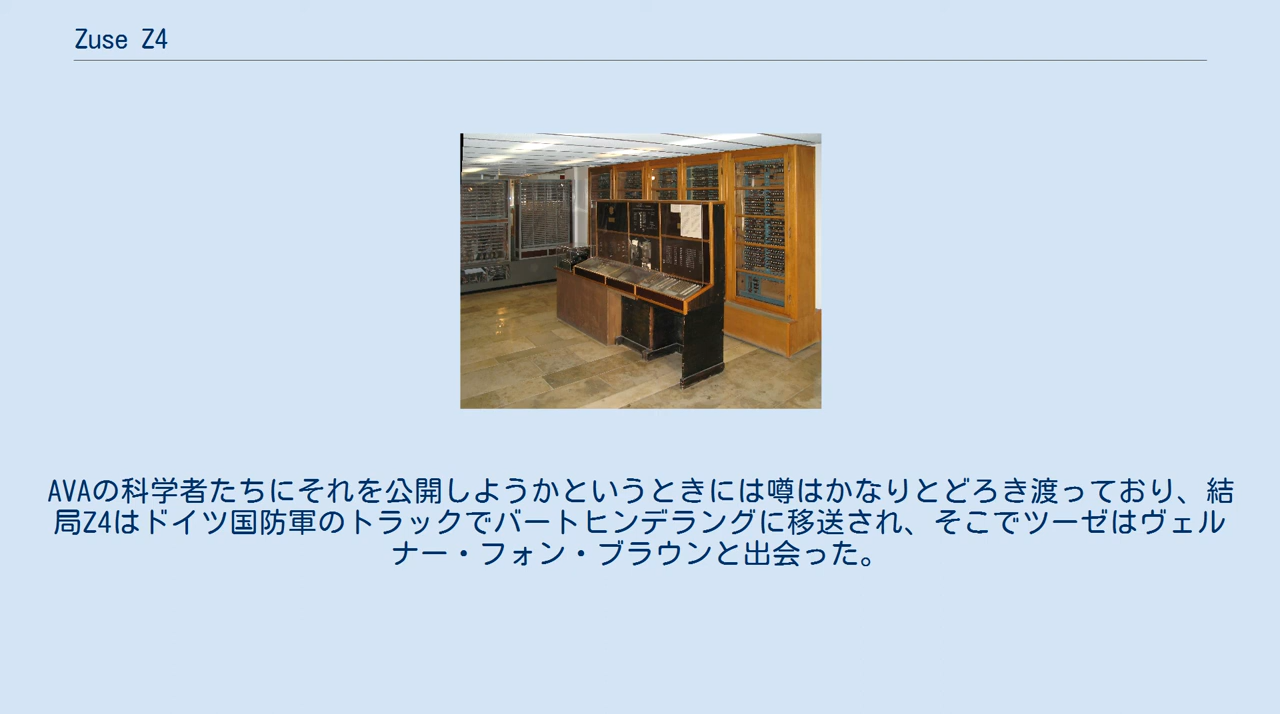 Zuse Z4
AVAの科学者たちにそれを公開しようかというときには噂はかなりとどろき渡っており、結
局Z4はドイツ国防軍のトラックでバートヒンデラングに移送され、そこでツーゼはヴェル
ナー・フォン・ブラウンと出会った。